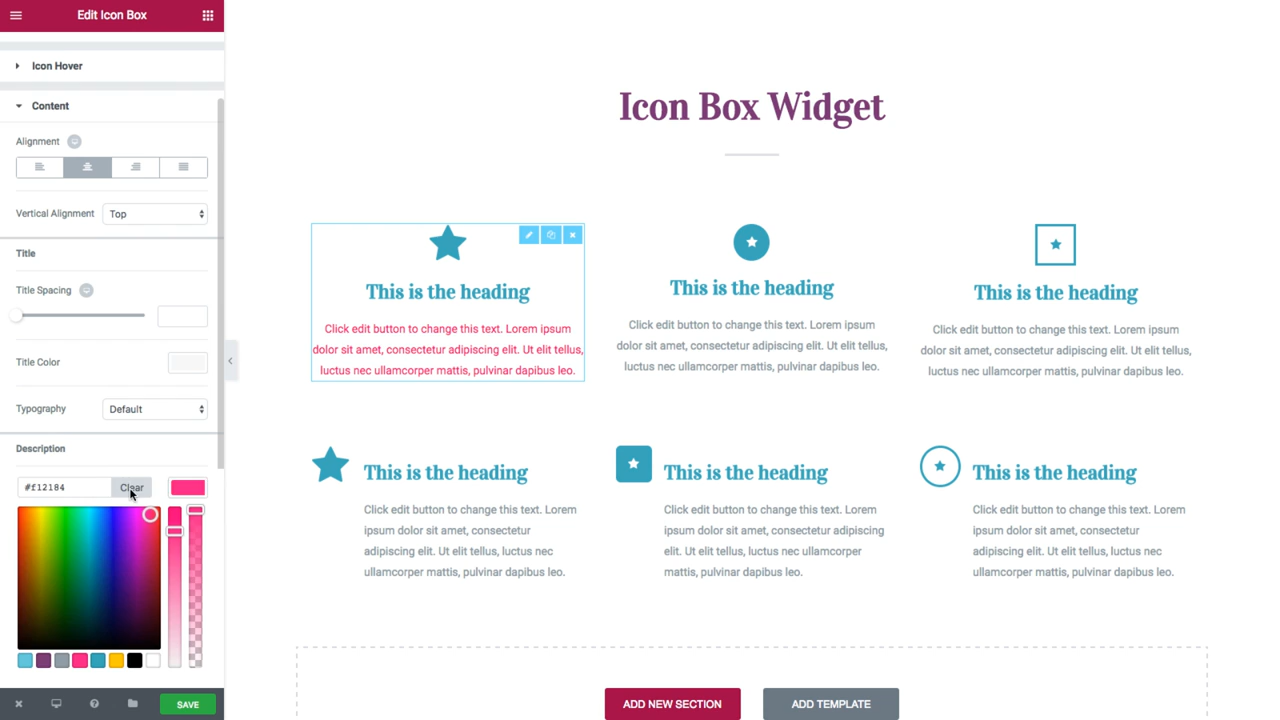 Edit Icon Box
Icon Hover
Content
Alignment
Vertical Alignment
Top
Title
Title Spacing
Title Color
Typography
Default
Description
#f12184
Clear
SAVE
Icon Box Widget
This is the heading
Click edit button to change this text. Lorem ipsum
dolor sit amet, consectetur adipiscing elit. Ut elit tellus,
luctus nec ullamcorper mattis, pulvinar dapibus leo.
This is the heading
Click edit button to change this text. Lorem ipsum
dolor sit amet, consectetur adipiscing elit. Ut elit tellus,
luctus nec ullamcorper mattis, pulvinar dapibus leo.
This is the heading
Click edit button to change this text. Lorem ipsum
dolor sit amet, consectetur adipiscing elit. Ut elit tellus,
luctus nec ullamcorper mattis, pulvinar dapibus leo.
This is the heading
Click edit button to change this text. Lorem
ipsum dolor sit amet, consectetur
adipiscing elit. Ut elit tellus, luctus nec
ullamcorper mattis, pulvinar dapibus leo.
This is the heading
Click edit button to change this text. Lorem
ipsum dolor sit amet, consectetur adipiscing
elit. Ut elit tellus, luctus nec ullamcorper
mattis, pulvinar dapibus leo.
This is the heading
Click edit button to change this text. Lorem
ipsum dolor sit amet, consectetur
adipiscing elit. Ut elit tellus, luctus nec
ullamcorper mattis, pulvinar dapibus leo.
ADD NEW SECTION
ADD TEMPLATE